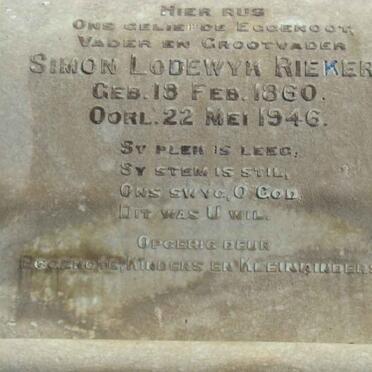 HIER RUS
ONS GELIEFDE EGGENOOT,
VADER EN GROOTVADER
SIMON LODEWYK RIEKER
GEB. 18 FEB. 1860.
OORL. 22 MEI 1946.
SY PLEK IS LEEG,
SY STEM IS STIL,
ONS SWYG, O GOD,
DIT WAS U WIL.
OPGERIG DEUR
EGGENOTE, KINDERS EN KLEINKINDERS